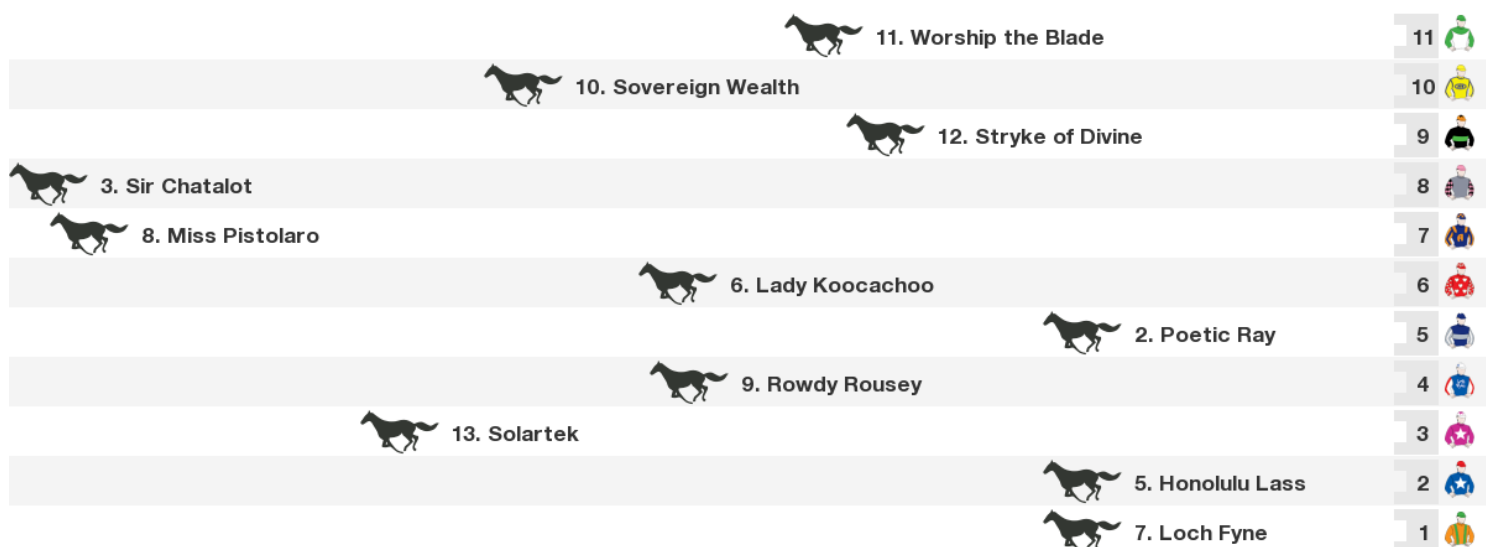 11. Worship the Blade 11
10. Sovereign Wealth 10
12. Stryke of Divine 9
3. Sir Chatalot 8
8. Miss Pistolaro 7
6. Lady Koocachoo 6
2. Poetic Ray 5
9. Rowdy Rousey 4
13. Solartek 3
5. Honolulu Lass 2
7. Loch Fyne 1